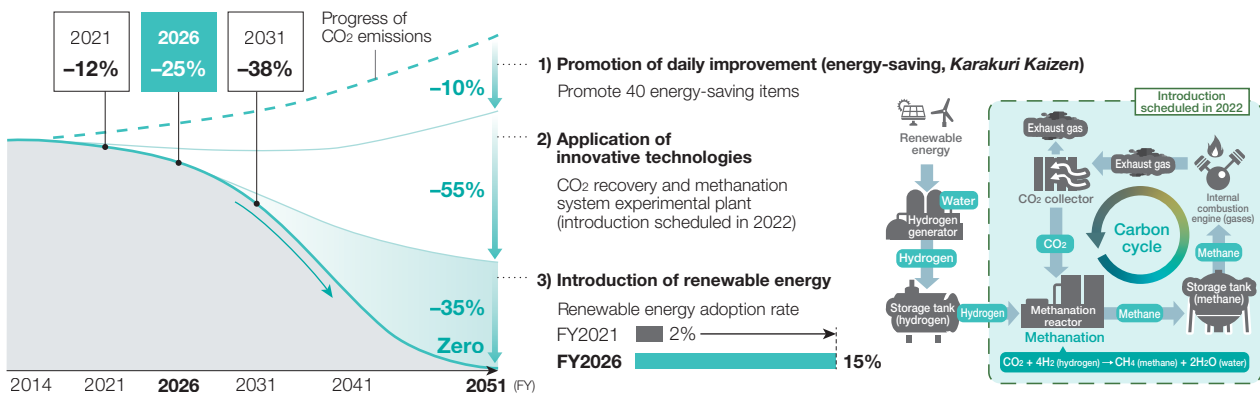 2021
–12%
2026
–25%
2031
–38%
Progress of
CO2 emissions
–10%
–55%
–35%
Zero
2014
2021
2026
2031
2041
2051
(FY)
1) Promotion of daily improvement (energy-saving, Karakuri Kaizen)
Promote 40 energy-saving items
2) Application of
innovative technologies
CO2 recovery and methanation
system experimental plant
(introduction scheduled in 2022)
3) Introduction of renewable energy
Renewable energy adoption rate
FY2021
2%
FY2026
15%
Renewable
energy
Water
Hydrogen
generator
Hydrogen
Storage tank
(hydrogen)
Hydrogen
Introduction
scheduled in 2022
Exhaust gas
Exhaust gas
CO2 collector
Internal
combustion
engine (gases)
Carbon
cycle
CO2
Methane
Storage tank
(methane)
Methanation
reactor
Methane
Methanation
CO2 + 4H2 (hydrogen) → CH4 (methane) + 2H2O (water)